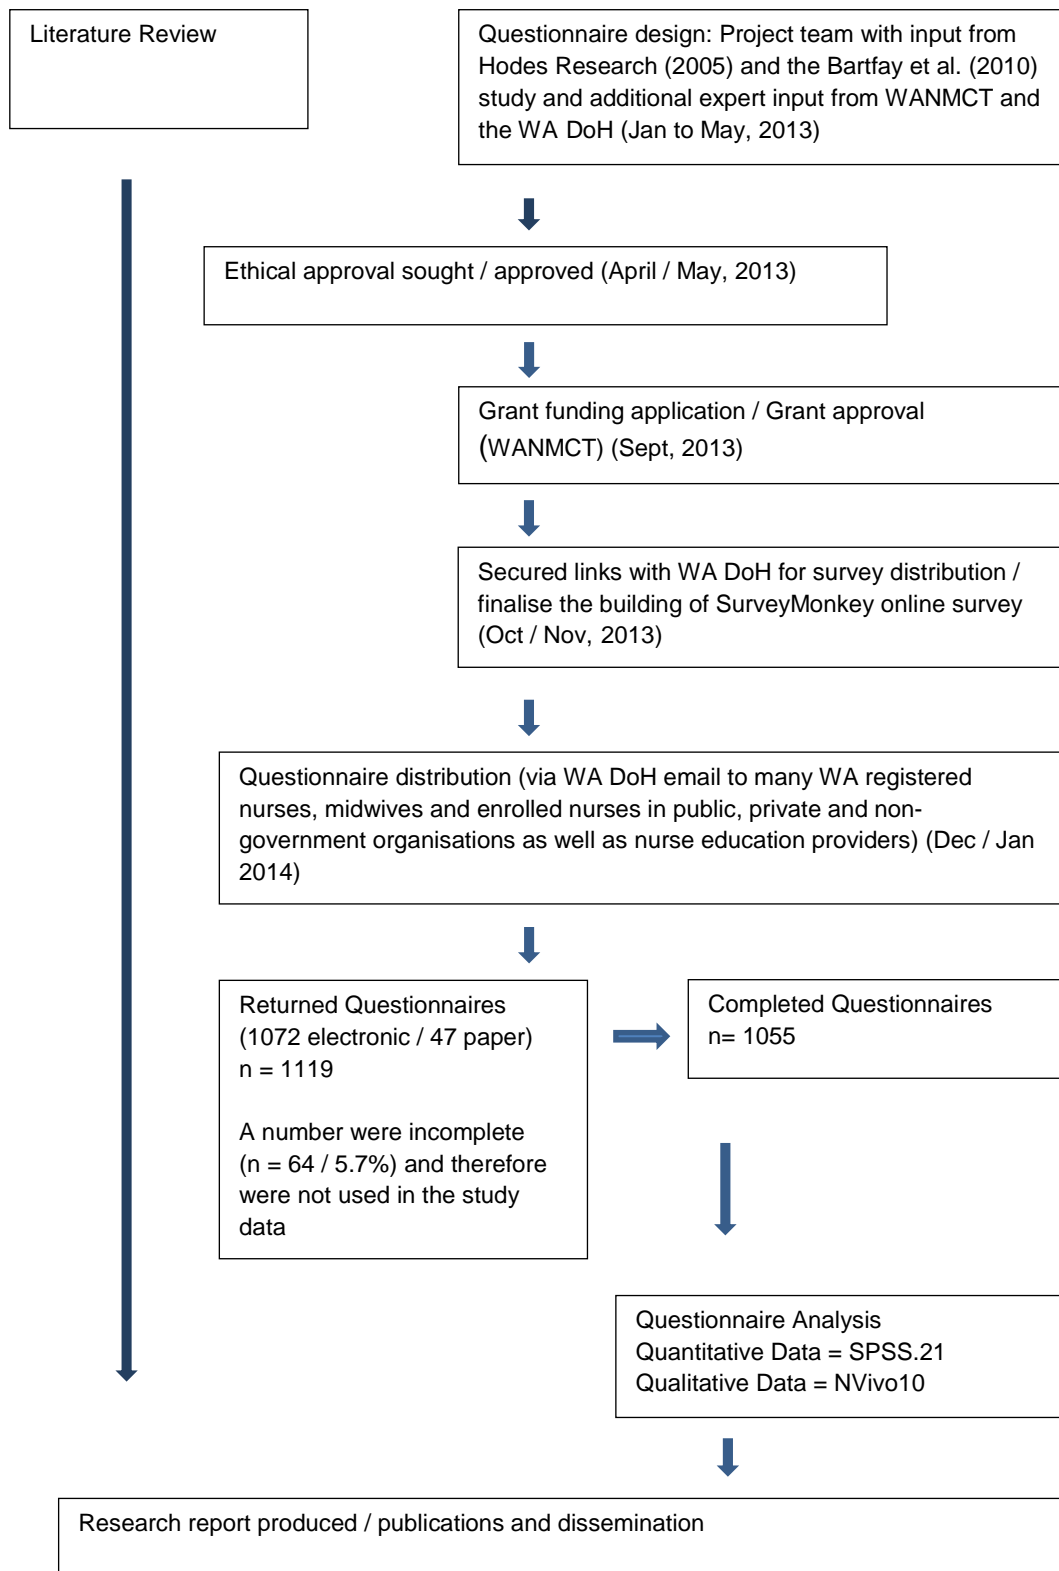 Literature Review
Questionnaire design: Project team with input from
Hodes Research (2005) and the Bartfay et al. (2010)
study and additional expert input from WANMCT and
the WA DoH (Jan to May, 2013)
Ethical approval sought / approved (April / May, 2013)
Grant funding application / Grant approval
(WANMCT) (Sept, 2013)
Secured links with WA DoH for survey distribution /
finalise the building of SurveyMonkey online survey
(Oct / Nov, 2013)
Questionnaire distribution (via WA DoH email to many WA registered
nurses, midwives and enrolled nurses in public, private and non-
government organisations as well as nurse education providers) (Dec / Jan
2014)
Returned Questionnaires
(1072 electronic / 47 paper)
n = 1119
A number were incomplete
(n = 64 / 5.7%) and therefore
were not used in the study
data
Completed Questionnaires
n= 1055
Questionnaire Analysis
Quantitative Data = SPSS.21
Qualitative Data = NVivo10
Research report produced / publications and dissemination